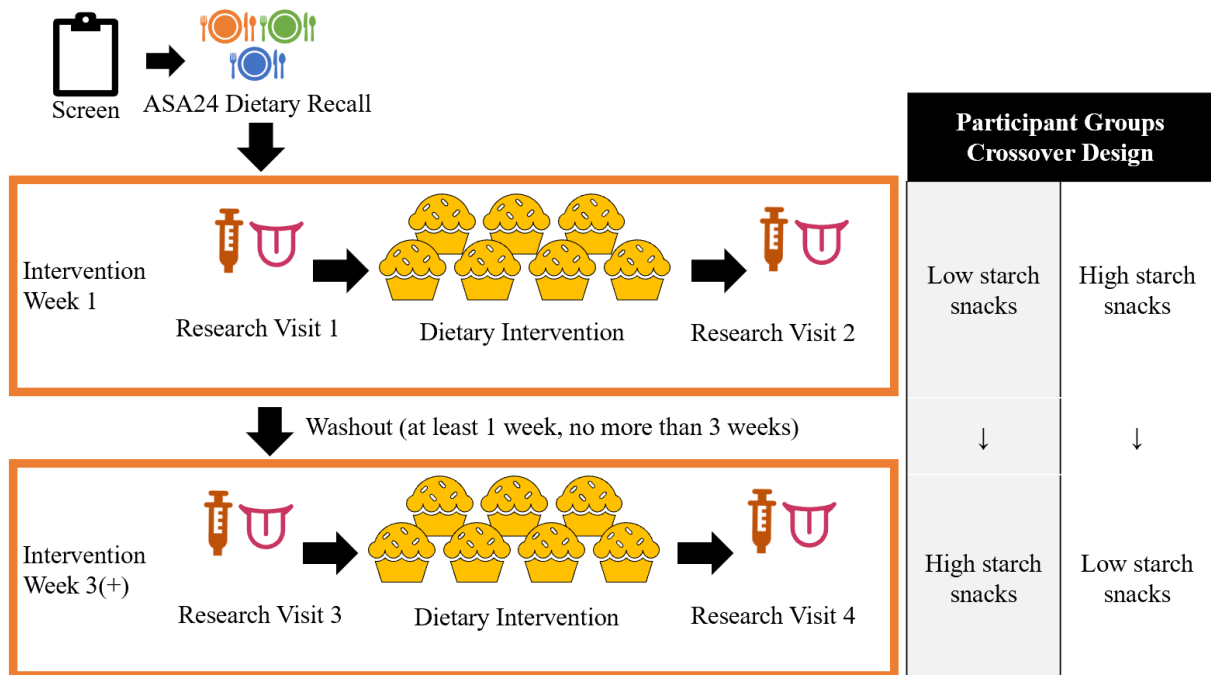 Screen
ASA24 Dietary Recall
Participant Groups
Crossover Design
Intervention
Week 1
Research Visit 1
Dietary Intervention
Research Visit 2
Low starch
snacks
High starch
snacks
Washout (at least 1 week, no more than 3 weeks)
↓
↓
Intervention
Week 3(+)
Research Visit 3
Dietary Intervention
Research Visit 4
High starch
snacks
Low starch
snacks